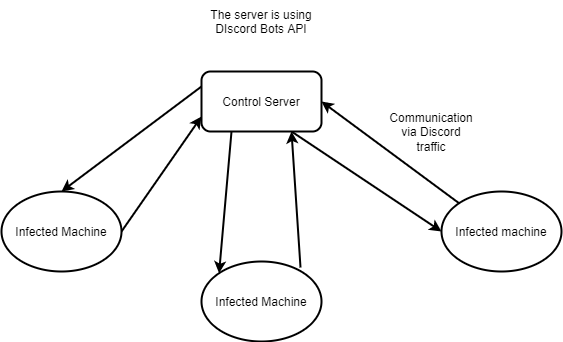 The server is using
DIscord Bots API
Control Server
Communication
via Discord
traffic
Infected Machine
Infected machine
Infected Machine